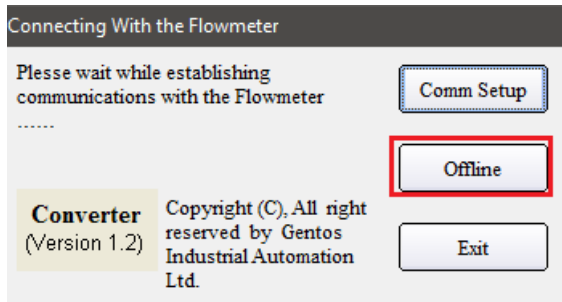 Connecting With the Flowmeter
Plesse wait while establishing
communications with the Flowmeter
......
Comm Setup
Offline
Converter
(Version 1.2)
Copyright (C), All right
reserved by Gentos
Industrial Automation
Ltd.
Exit